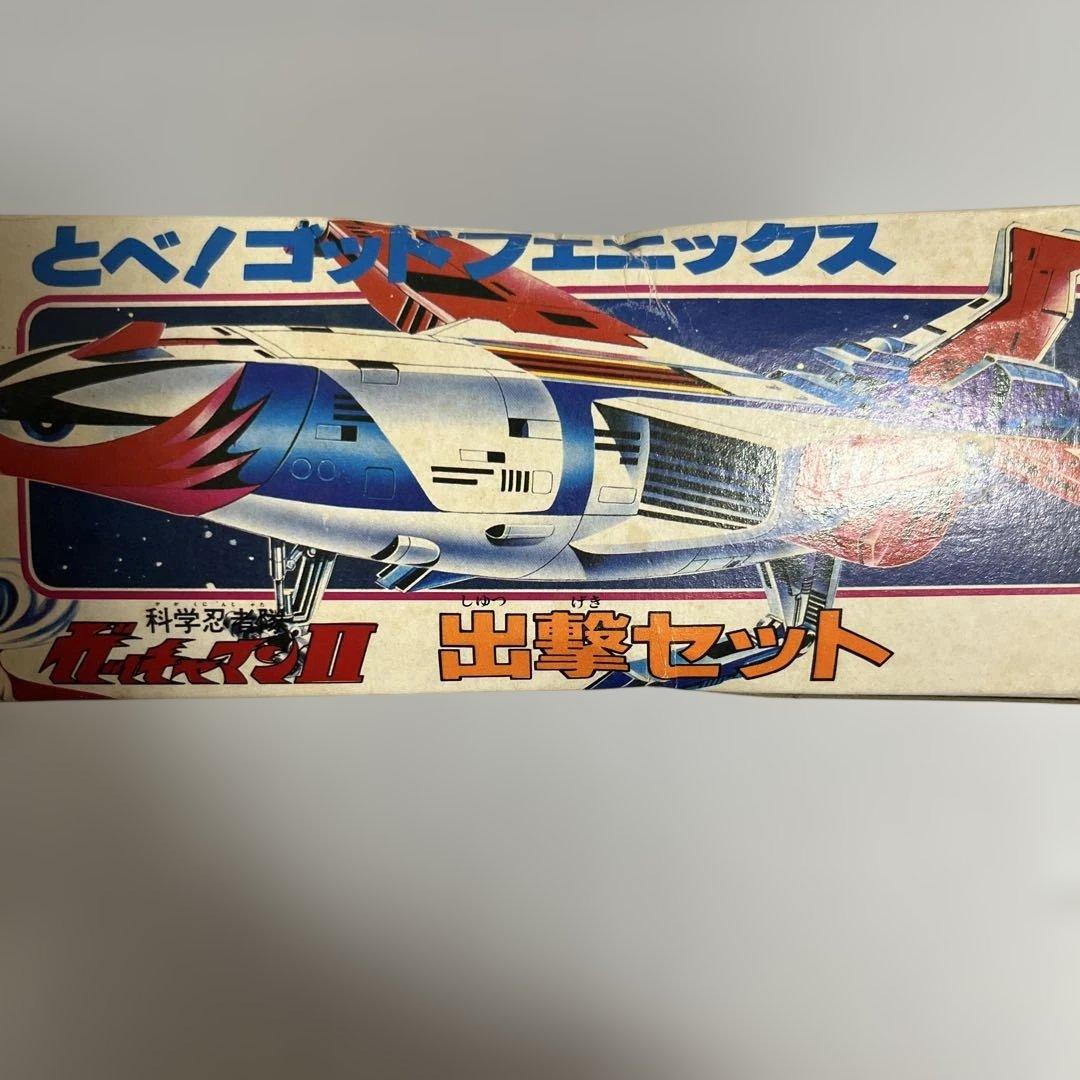 とべ!ゴッドフェニックス
科学忍者隊
ガッチャマンII
しゅつ げき
出撃セット